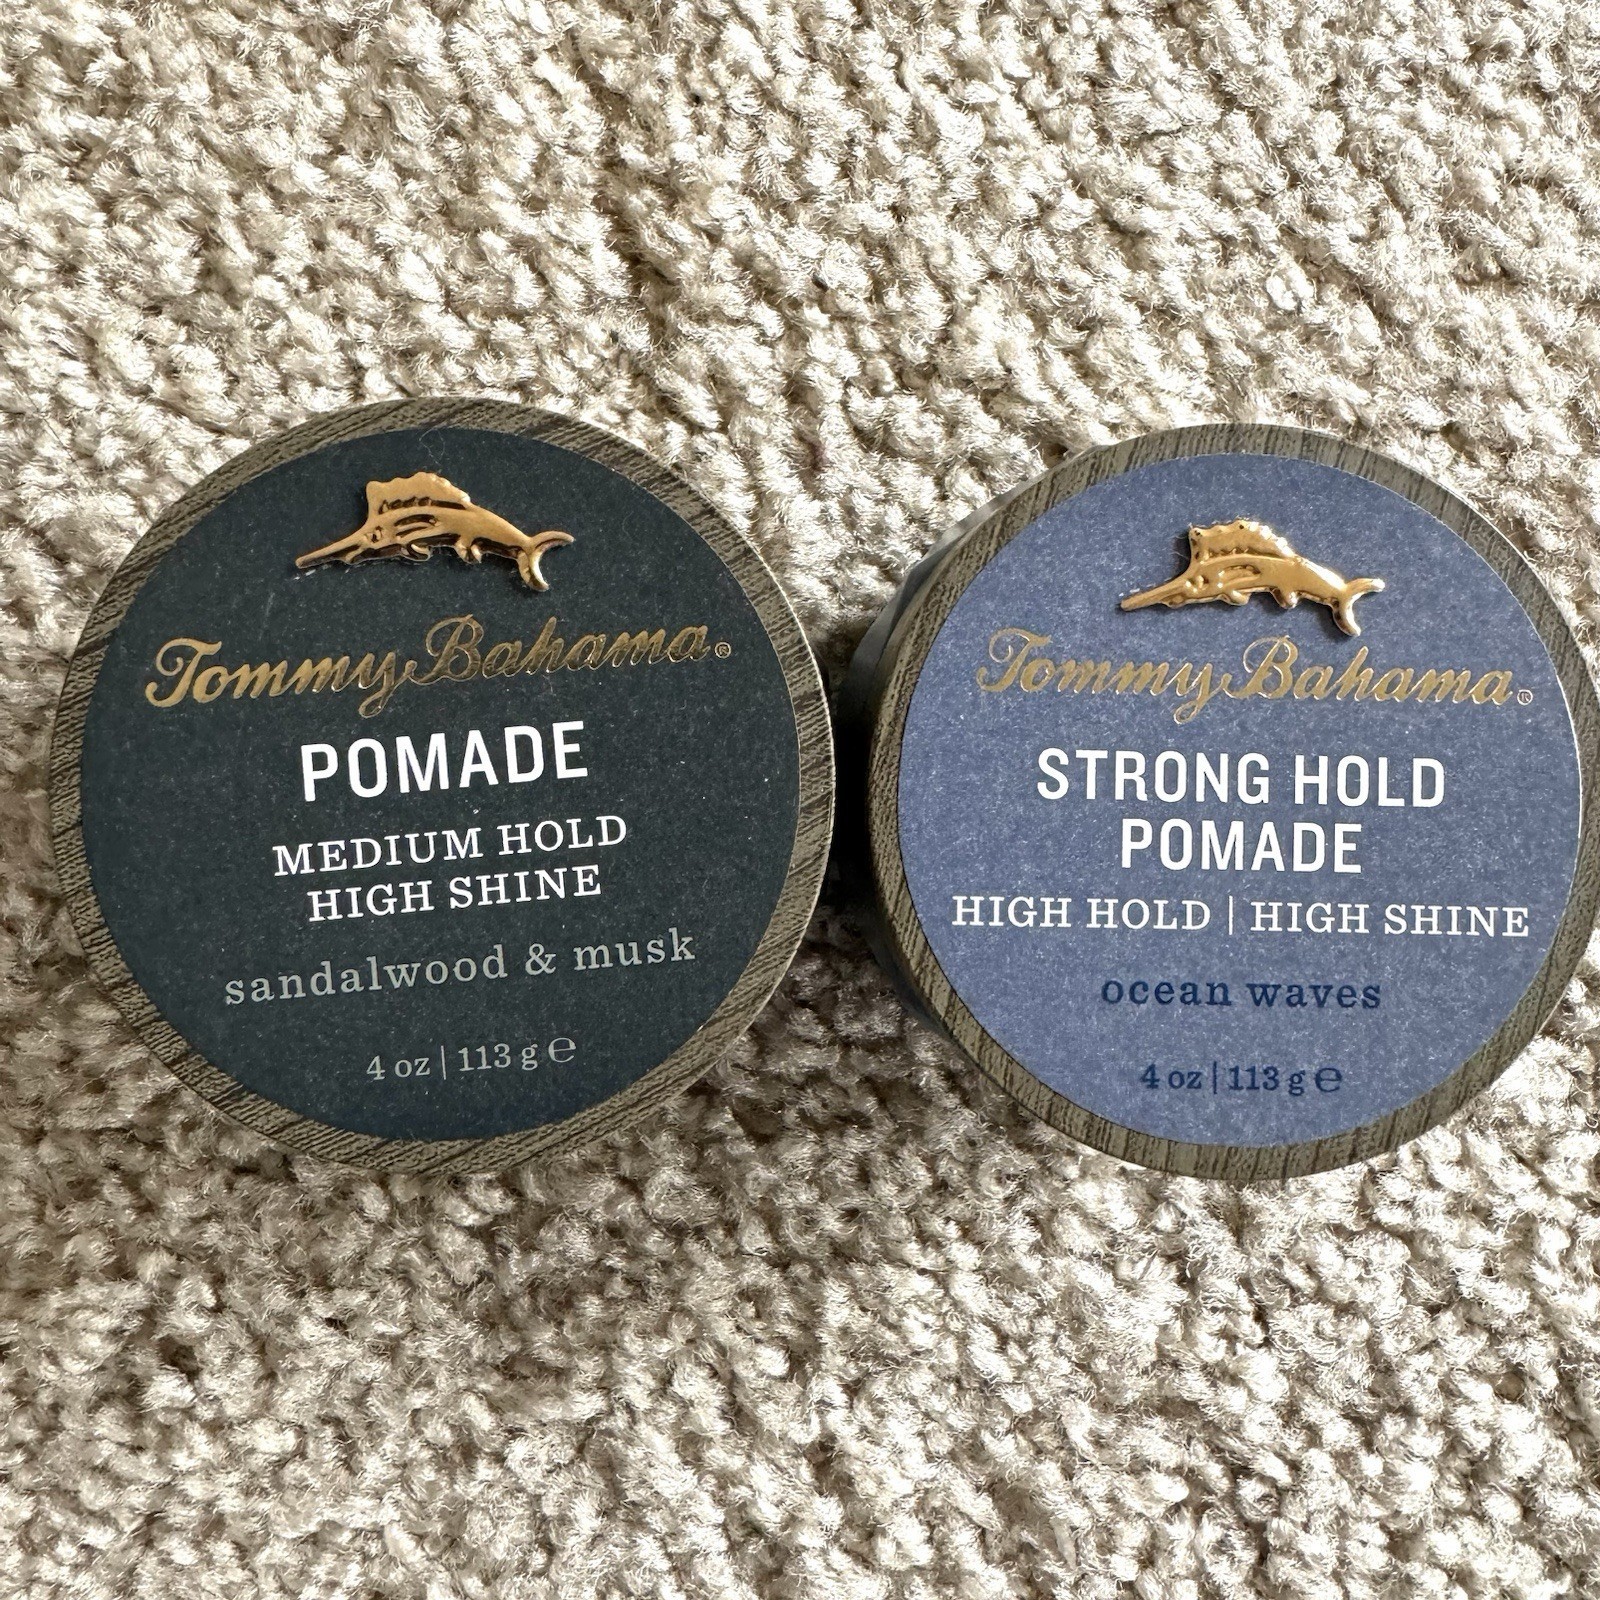 Tommy Bahama®
POMADE
MEDIUM HOLD
HIGH SHINE
sandalwood & musk
4 oz | 113 g ℮
Tommy Bahama®
STRONG HOLD
POMADE
HIGH HOLD | HIGH SHINE
ocean waves
4 oz | 113 g ℮